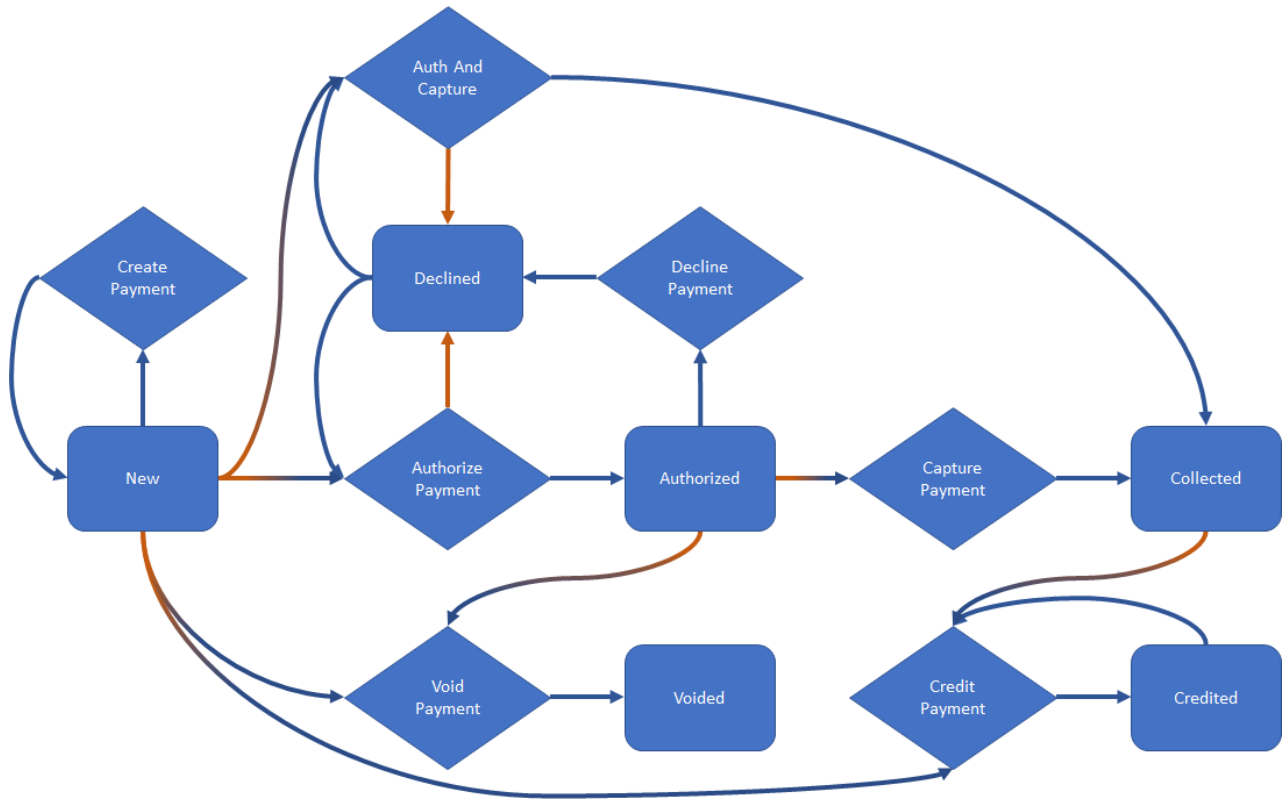 Auth And
Capture
Create
Payment
Declined
Decline
Payment
New
Authorize
Payment
Authorized
Capture
Payment
Collected
Void
Payment
Voided
Credit
Payment
Credited